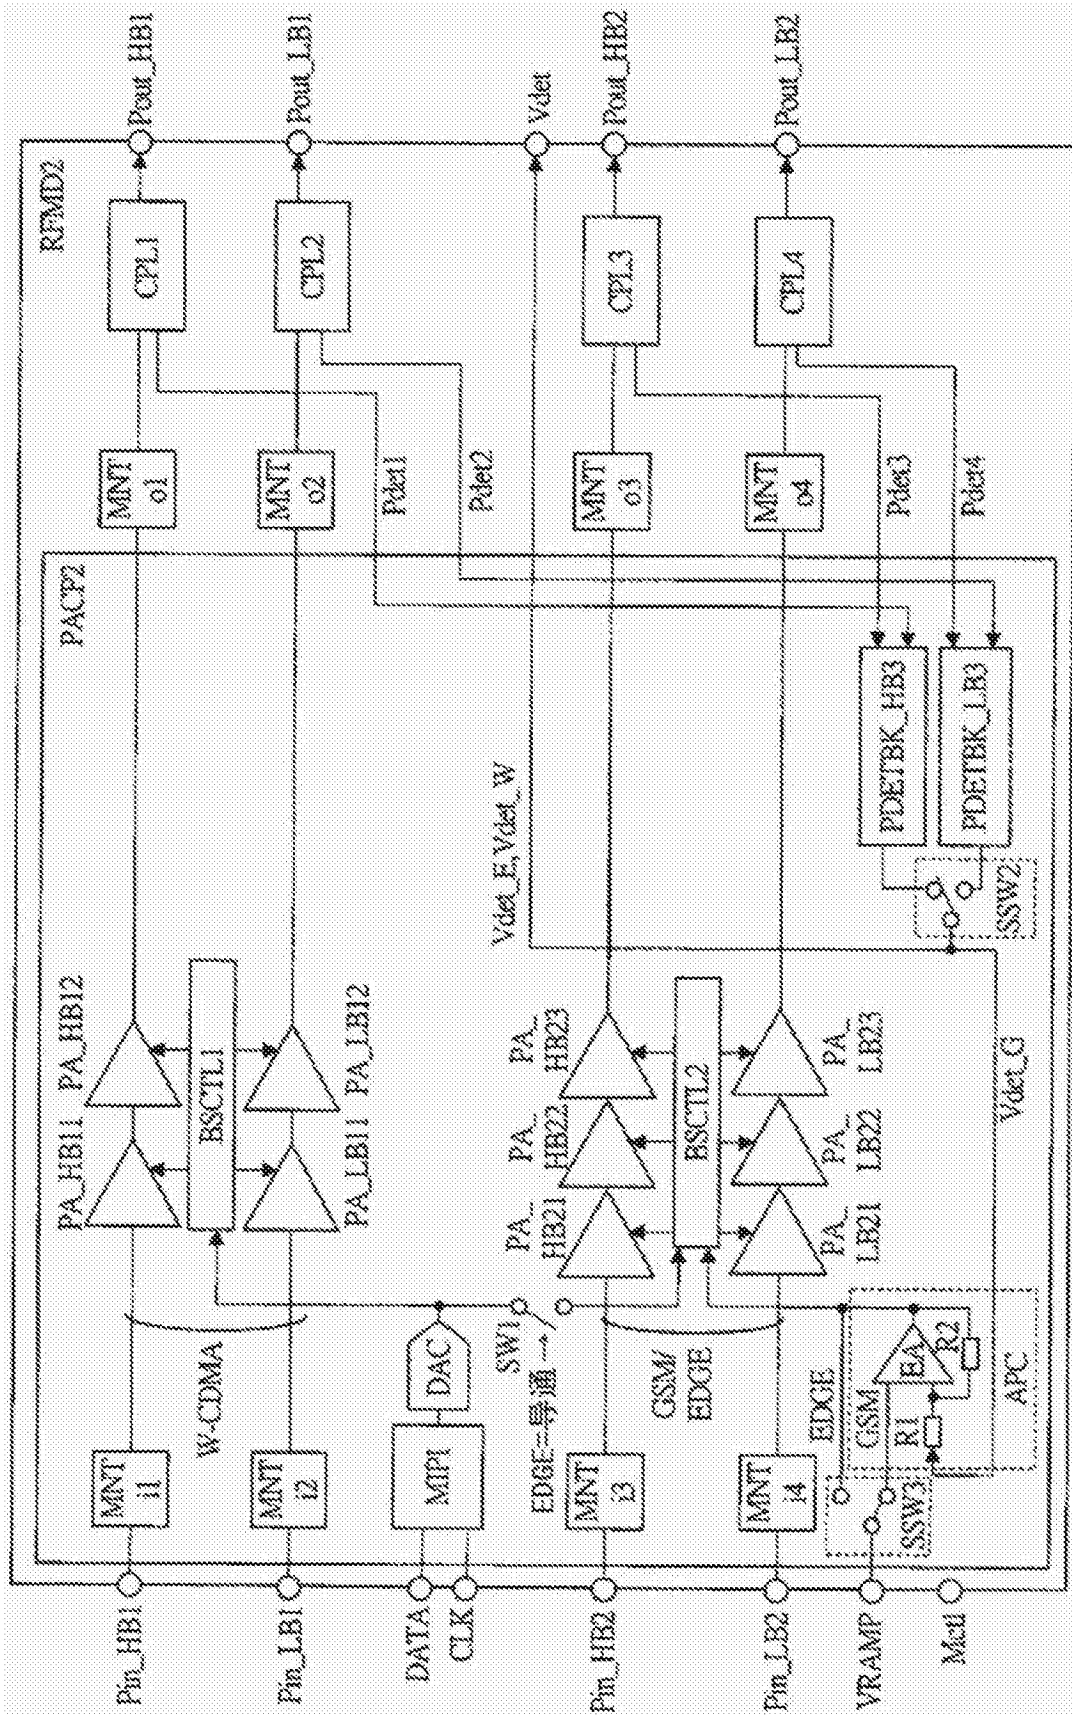 RFMD2
PACP2
Pin_HB1
MNT
i1
PA_HB11
PA_HB12
MNT
o1
CPL1
Pout_HB1
W-CDMA
BSCTL1
Pdet1
Pin_LB1
MNT
i2
PA_LB11
PA_LB12
MNT
o2
CPL2
Pout_LB1
Pdet2
DATA
CLK
MIPI
DAC
SW1
EDGE=导通→
Vdet_E,Vdet_W
Vdet
Pin_HB2
MNT
i3
PA_
HB21
PA_
HB22
PA_
HB23
MNT
o3
CPL3
Pout_HB2
GSM/
EDGE
BSCTL2
Pdet3
Pin_LB2
MNT
i4
PA_
LB21
PA_
LB22
PA_
LB23
MNT
o4
CPL4
Pout_LB2
Pdet4
VRAMP
SSW3
EDGE
GSM
R1
EA
R2
APC
Vdet_G
SSW2
PDETBK_HB3
PDETBK_LB3
Mctl